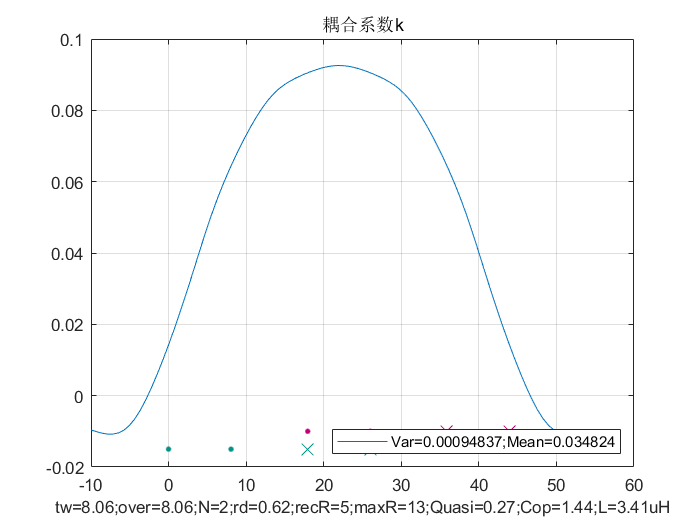 耦合系数k
0.1
0.08
0.06
0.04
0.02
0
-0.02
-10 0 10 20 30 40 50 60
Var=0.00094837;Mean=0.034824
tw=8.06;over=8.06;N=2;rd=0.62;recR=5;maxR=13;Quasi=0.27;Cop=1.44;L=3.41uH